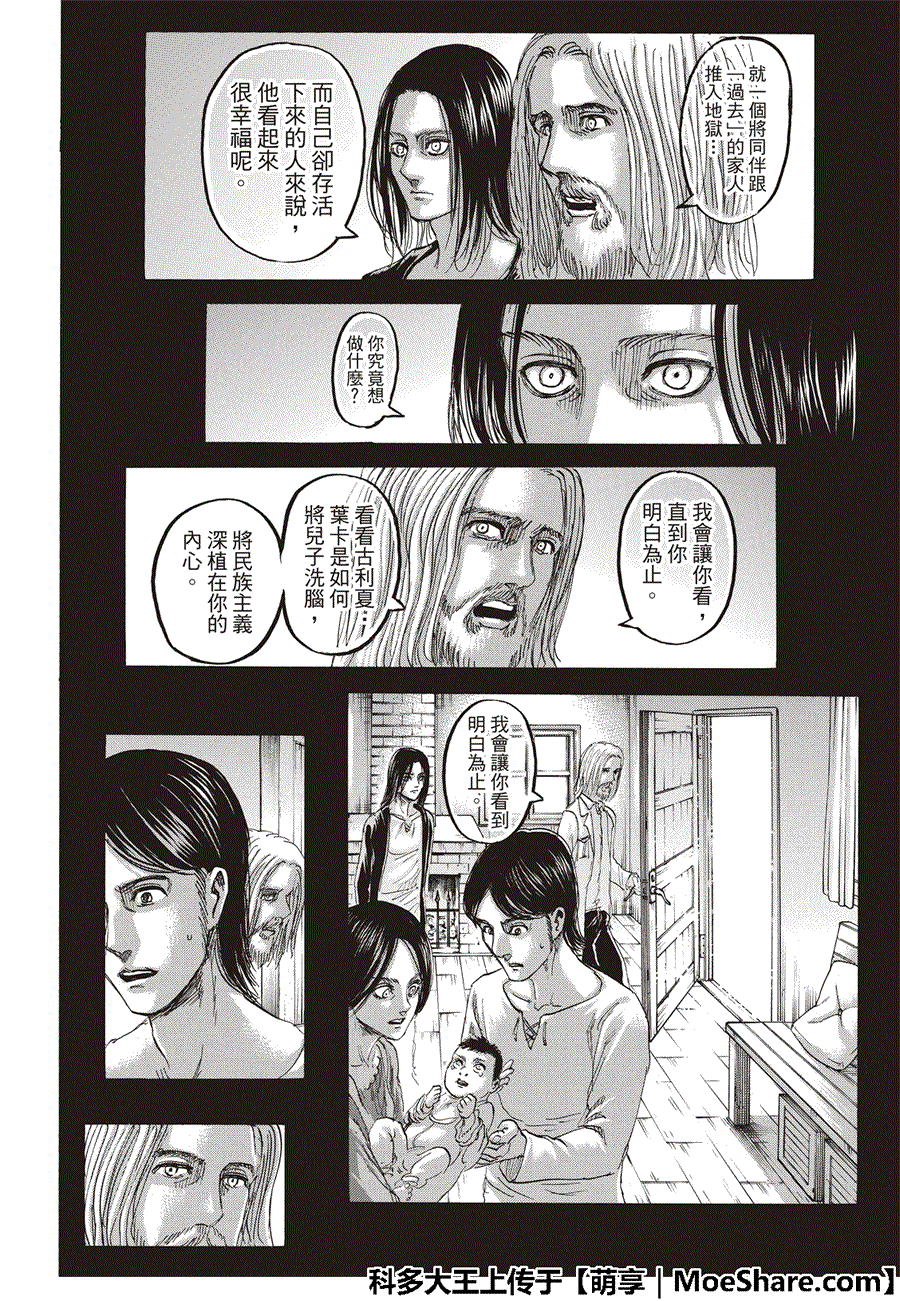 就一個將同伴跟
「過去」的家人
推入地獄…
而自己卻存活
下來的人來說，
他看起來
很幸福呢。
你究竟想
做什麼？
我會讓你看，
直到你
明白為止。
看看古利夏…
葉卡是如何
將兒子洗腦，
將民族主義
深植在你的
內心。
我會讓你看到
明白為止。」
科多大王上传于【萌享｜MoeShare.com】